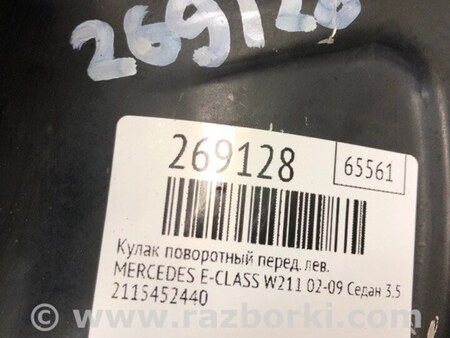 269128
269128
65561
Кулак поворотный перед. лев.
MERCEDES E-CLASS W211 02-09 Седан 3.5
2115452440
© www.razborki.com